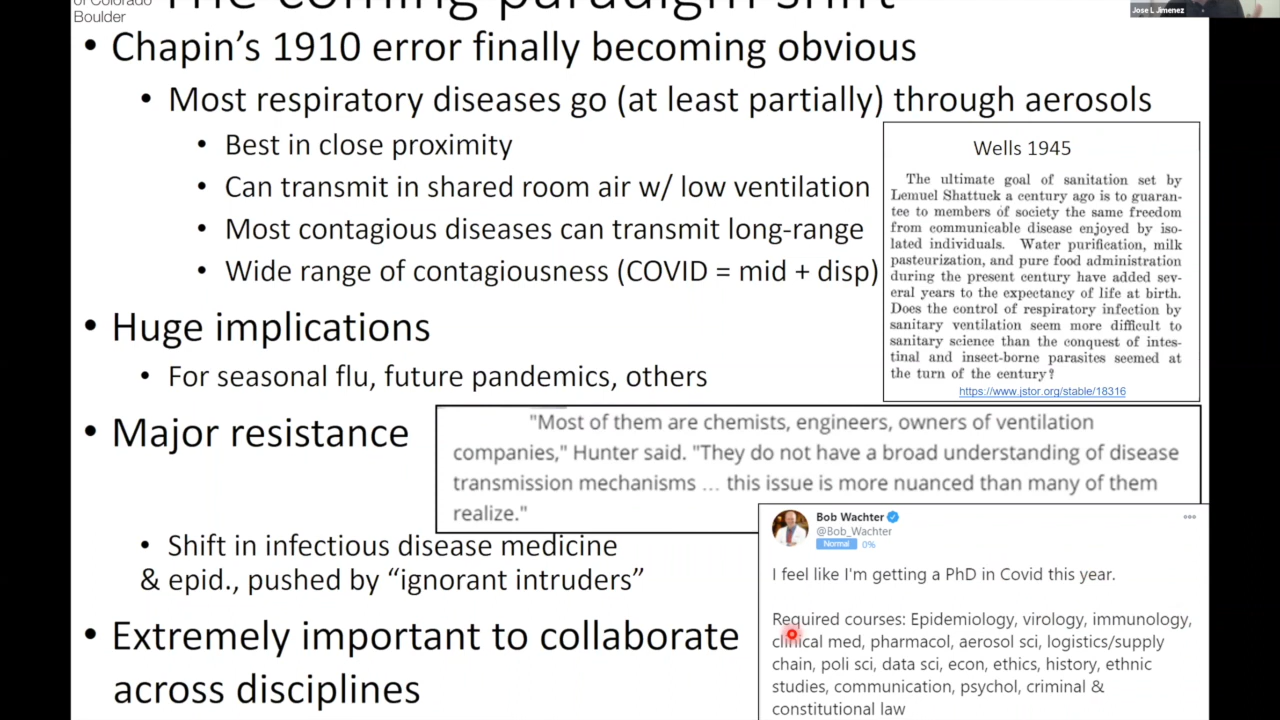 of Colorado
Boulder
The coming paradigm shift
Jose L Jimenez
• Chapin’s 1910 error finally becoming obvious
• Most respiratory diseases go (at least partially) through aerosols
• Best in close proximity
• Can transmit in shared room air w/ low ventilation
• Most contagious diseases can transmit long-range
• Wide range of contagiousness (COVID = mid + disp)
Wells 1945
The ultimate goal of sanitation set by
Lemuel Shattuck a century ago is to guaran-
tee to members of society the same freedom
from communicable disease enjoyed by iso-
lated individuals. Water purification, milk
pasteurization, and pure food administration
during the present century have added sev-
eral years to the expectancy of life at birth.
Does the control of respiratory infection by
sanitary ventilation seem more difficult to
sanitary science than the conquest of intes-
tinal and insect-borne parasites seemed at
the turn of the century?
https://www.jstor.org/stable/18316
• Huge implications
• For seasonal flu, future pandemics, others
• Major resistance
"Most of them are chemists, engineers, owners of ventilation
companies," Hunter said. "They do not have a broad understanding of disease
transmission mechanisms ... this issue is more nuanced than many of them
realize."
• Shift in infectious disease medicine
& epid., pushed by “ignorant intruders”
• Extremely important to collaborate
across disciplines
Bob Wachter
@Bob_Wachter
Normal 0%
I feel like I'm getting a PhD in Covid this year.
Required courses: Epidemiology, virology, immunology,
clinical med, pharmacol, aerosol sci, logistics/supply
chain, poli sci, data sci, econ, ethics, history, ethnic
studies, communication, psychol, criminal &
constitutional law